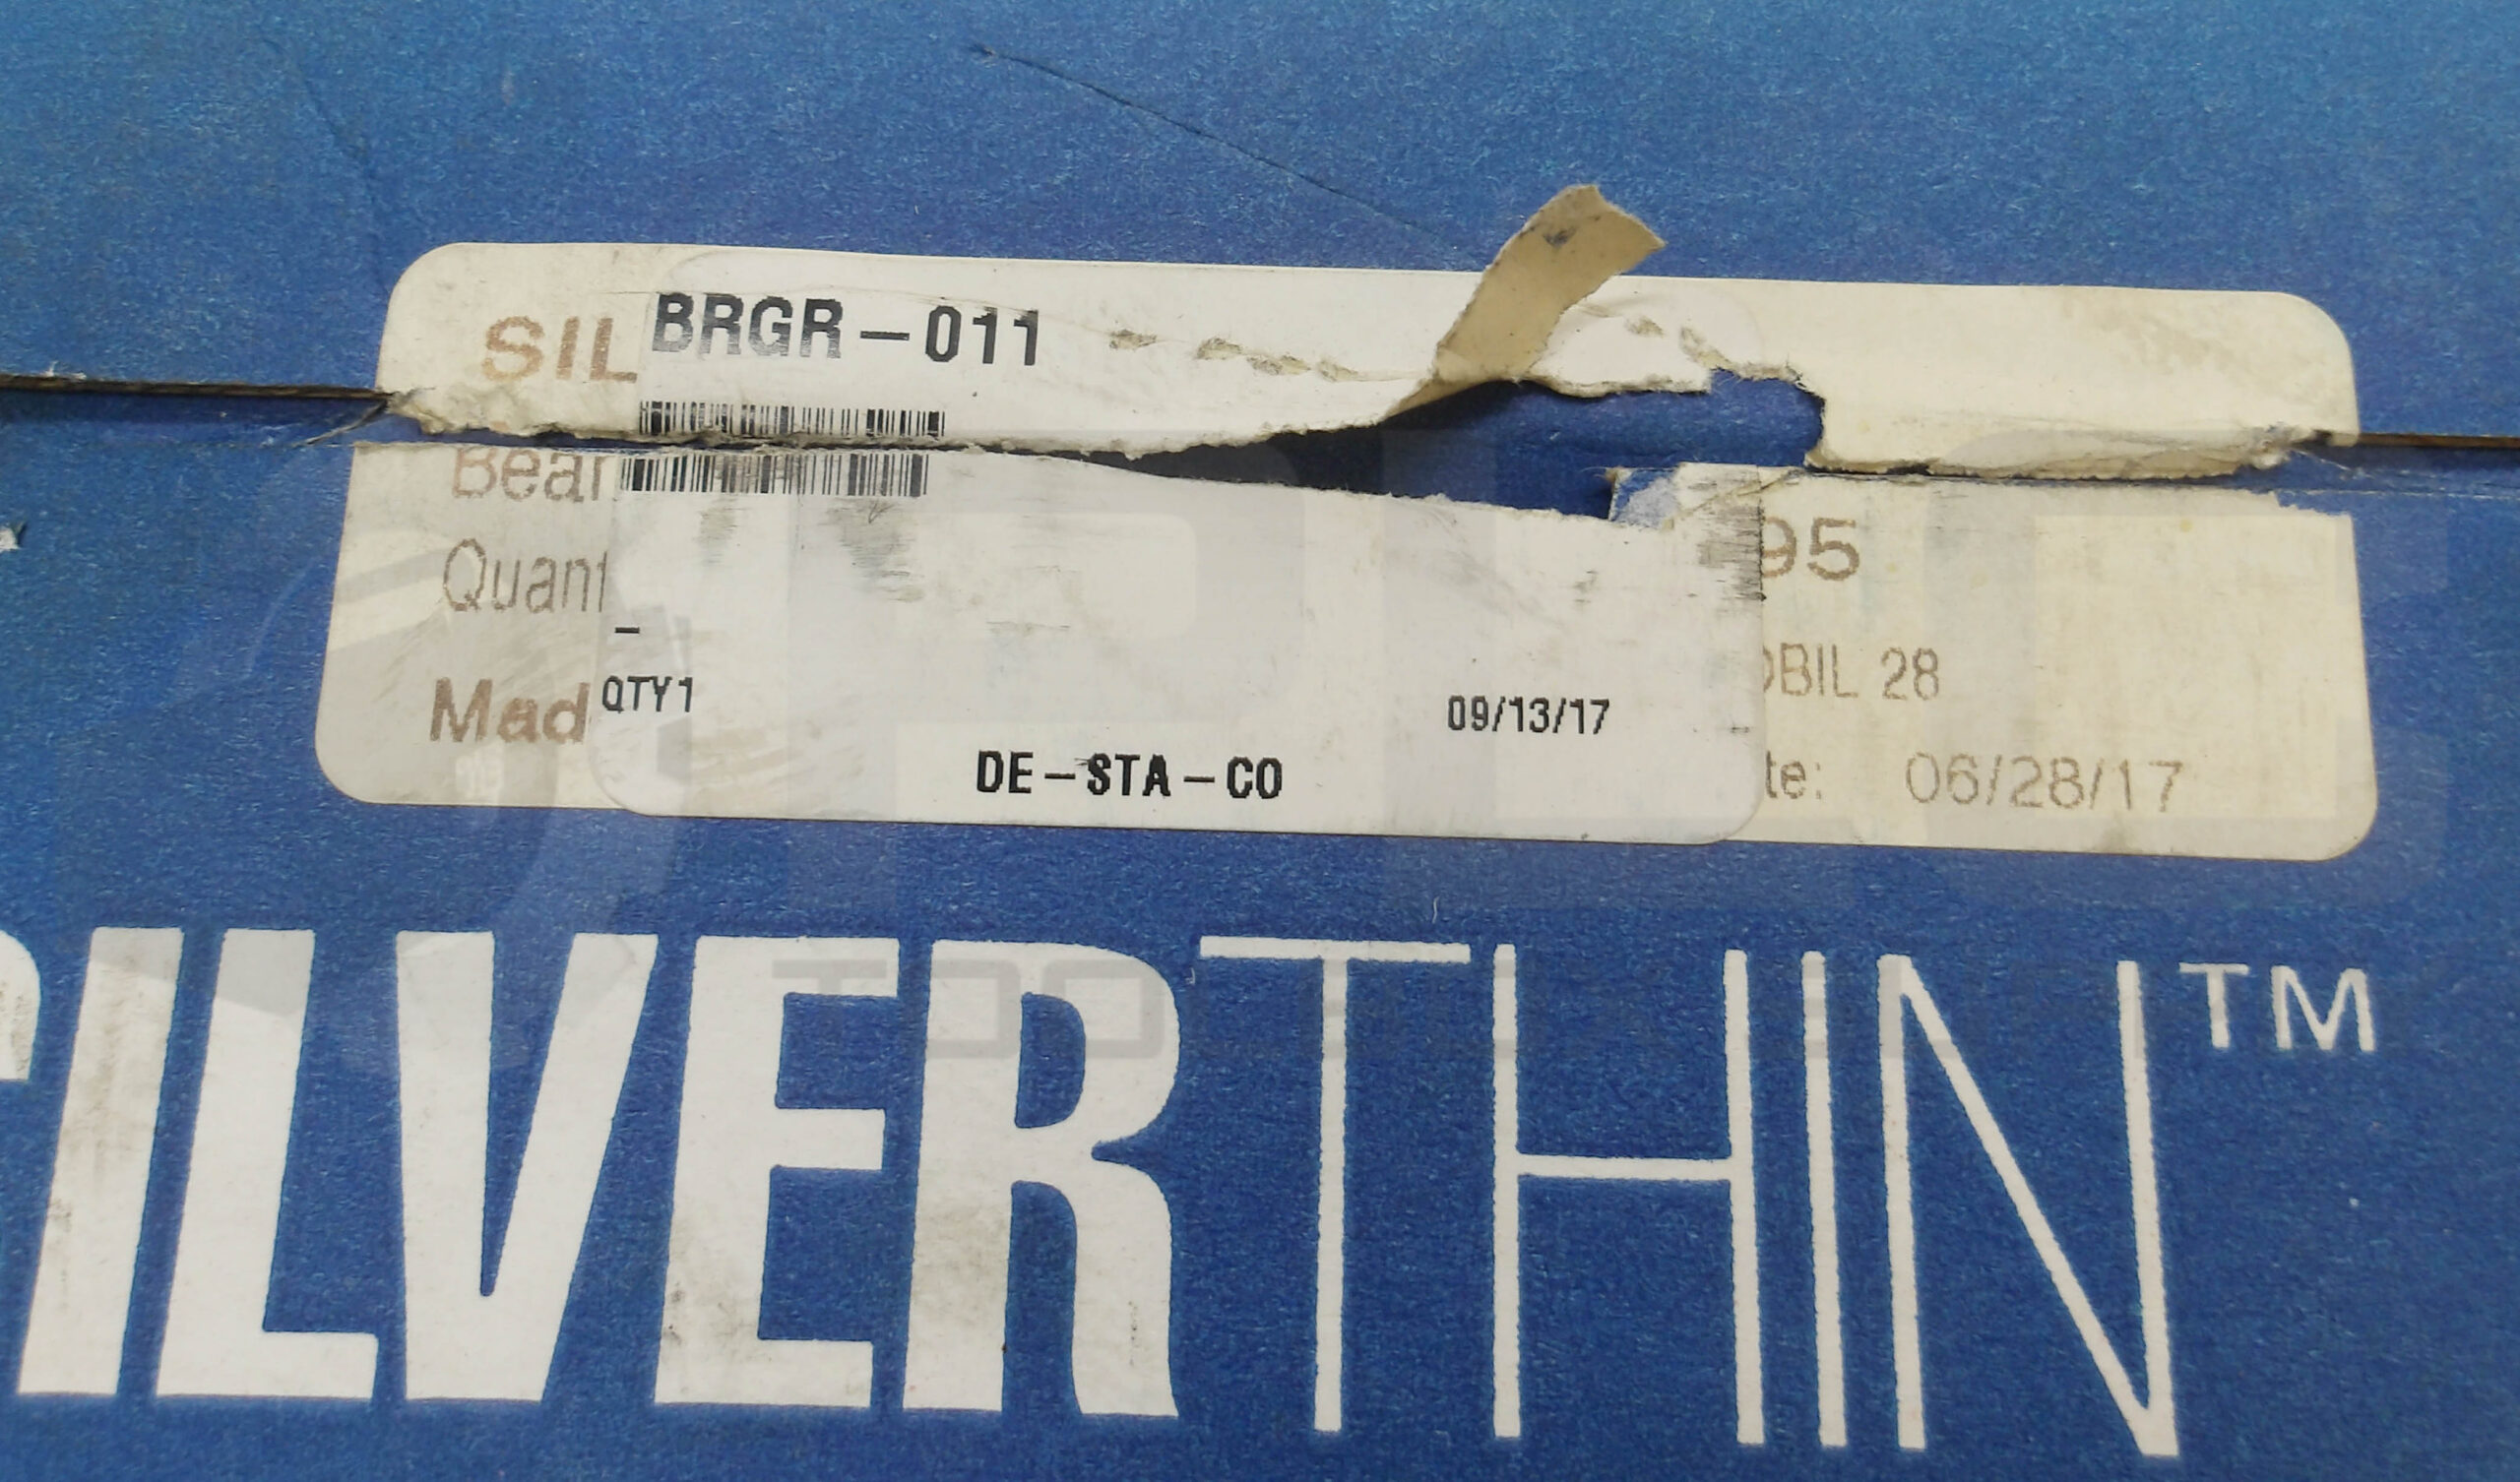 SIL BRGR-011
Bear
Quant 95
-
OBIL 28
Mad QTY1 09/13/17
te: 06/28/17
DE-STA-CO
SILVERTHIN™